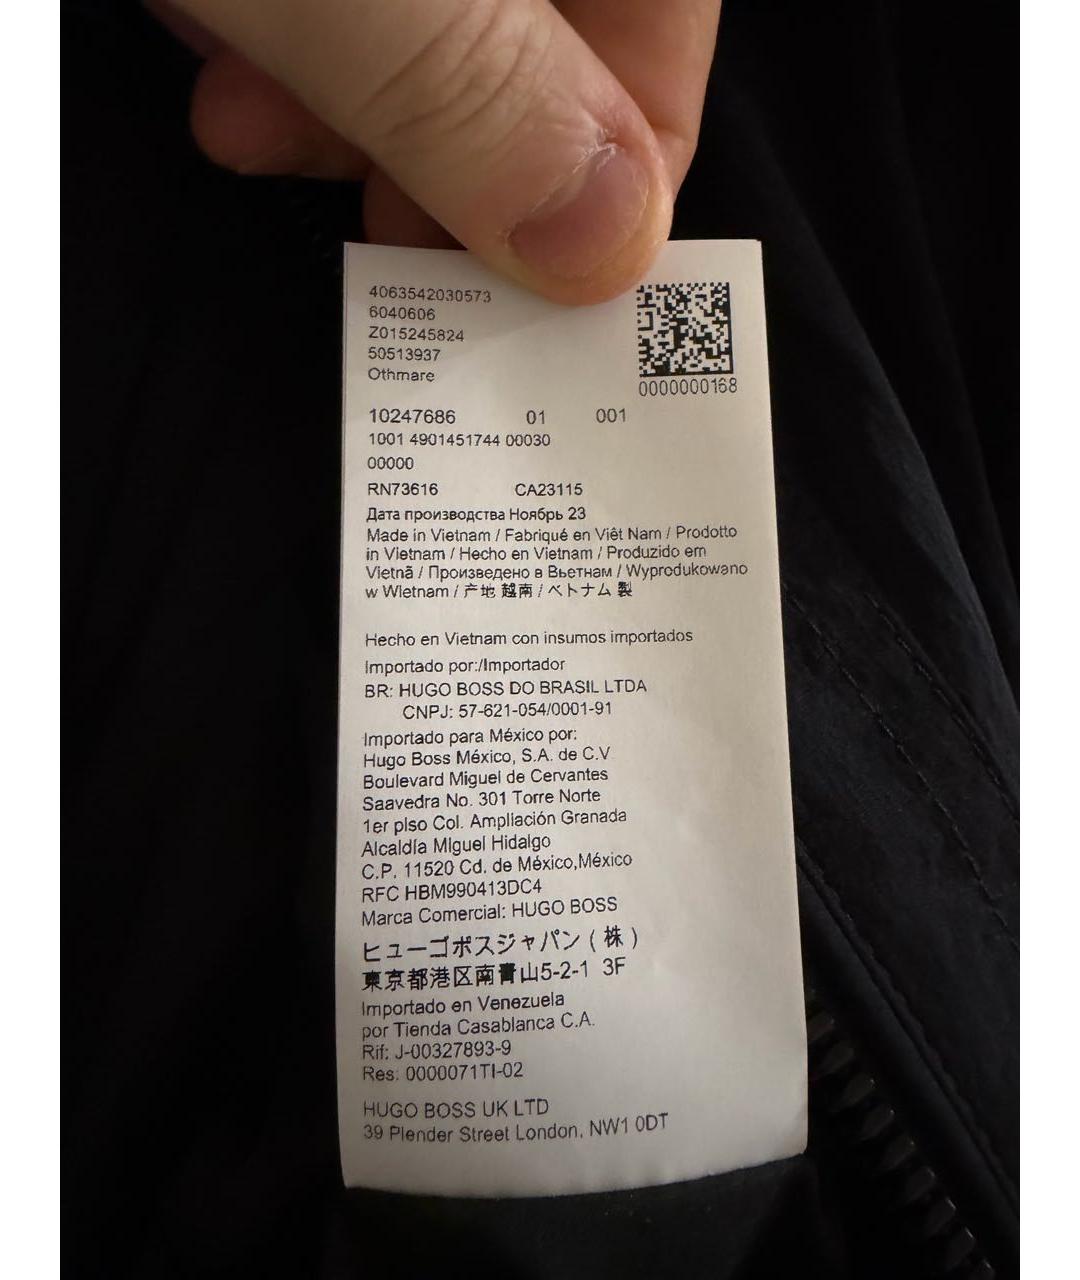 4063542030573
6040606
Z015245824
50513937
Othmare
0000000168
10247686 01 001
1001 4901451744 00030
00000
RN73616 CA23115
Дата производства Ноябрь 23
Made in Vietnam / Fabriqué en Viêt Nam / Prodotto
in Vietnam / Hecho en Vietnam / Produzido em
Vietnã / Произведено в Вьетнам / Wyprodukowano
w Wietnam / 产地 越南 / ベトナム 製
Hecho en Vietnam con insumos importados
Importado por:/Importador
BR: HUGO BOSS DO BRASIL LTDA
CNPJ: 57-621-054/0001-91
Importado para México por:
Hugo Boss México, S.A. de C.V
Boulevard Miguel de Cervantes
Saavedra No. 301 Torre Norte
1er piso Col. Ampliación Granada
Alcaldía Miguel Hidalgo
C.P. 11520 Cd. de México,México
RFC HBM990413DC4
Marca Comercial: HUGO BOSS
ヒューゴボスジャパン ( 株 )
東京都港区南青山5-2-1 3F
Importado en Venezuela
por Tienda Casablanca C.A.
Rif: J-00327893-9
Res: 0000071TI-02
HUGO BOSS UK LTD
39 Plender Street London, NW1 0DT